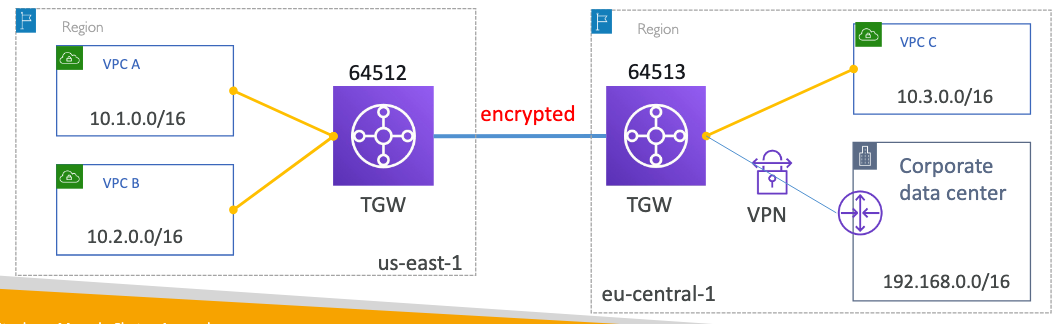 Region
VPC A
10.1.0.0/16
VPC B
10.2.0.0/16
64512
TGW
us-east-1
encrypted
Region
64513
TGW
eu-central-1
VPC C
10.3.0.0/16
VPN
Corporate
data center
192.168.0.0/16